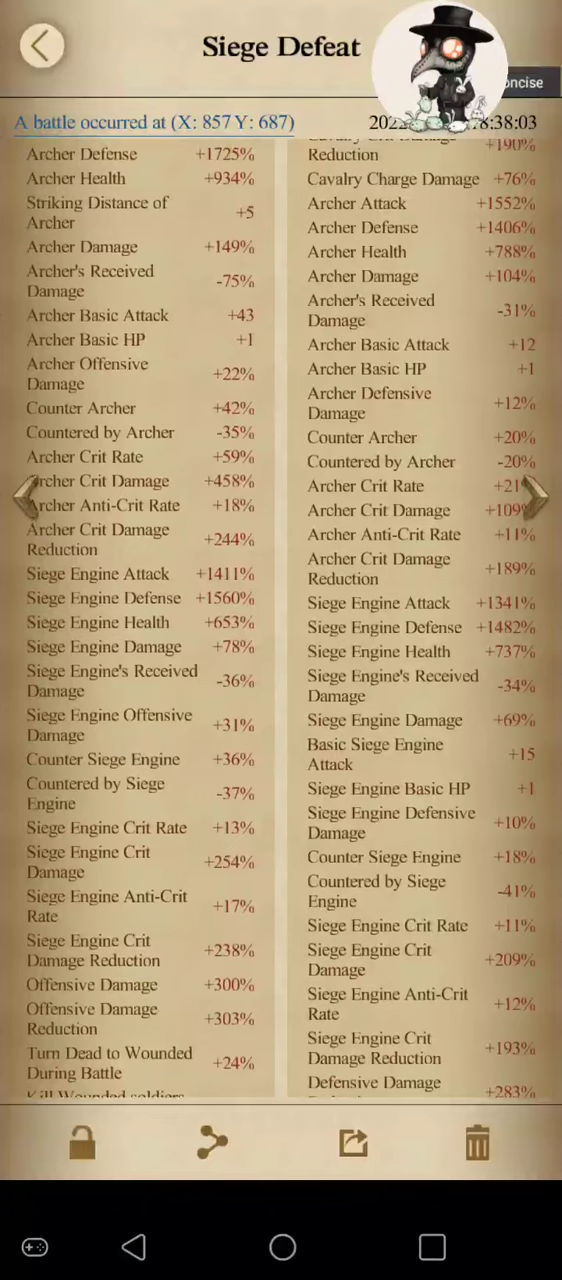 Siege Defeat
oncise
A battle occurred at (X: 857 Y: 687)
202
8:38:03
Archer Defense +1725%
Archer Health +934%
Striking Distance of
Archer +5
Archer Damage +149%
Archer's Received
Damage -75%
Archer Basic Attack +43
Archer Basic HP +1
Archer Offensive
Damage +22%
Counter Archer +42%
Countered by Archer -35%
Archer Crit Rate +59%
Archer Crit Damage +458%
Archer Anti-Crit Rate +18%
Archer Crit Damage
Reduction +244%
Siege Engine Attack +1411%
Siege Engine Defense +1560%
Siege Engine Health +653%
Siege Engine Damage +78%
Siege Engine's Received
Damage -36%
Siege Engine Offensive
Damage +31%
Counter Siege Engine +36%
Countered by Siege
Engine -37%
Siege Engine Crit Rate +13%
Siege Engine Crit
Damage +254%
Siege Engine Anti-Crit
Rate +17%
Siege Engine Crit
Damage Reduction +238%
Offensive Damage +300%
Offensive Damage
Reduction +303%
Turn Dead to Wounded
During Battle +24%
Kill Wounded soldiers
Cavalry Crit Damage
Reduction +190%
Cavalry Charge Damage +76%
Archer Attack +1552%
Archer Defense +1406%
Archer Health +788%
Archer Damage +104%
Archer's Received
Damage -31%
Archer Basic Attack +12
Archer Basic HP +1
Archer Defensive
Damage +12%
Counter Archer +20%
Countered by Archer -20%
Archer Crit Rate +21
Archer Crit Damage +109%
Archer Anti-Crit Rate +11%
Archer Crit Damage
Reduction +189%
Siege Engine Attack +1341%
Siege Engine Defense +1482%
Siege Engine Health +737%
Siege Engine's Received
Damage -34%
Siege Engine Damage +69%
Basic Siege Engine
Attack +15
Siege Engine Basic HP +1
Siege Engine Defensive
Damage +10%
Counter Siege Engine +18%
Countered by Siege
Engine -41%
Siege Engine Crit Rate +11%
Siege Engine Crit
Damage +209%
Siege Engine Anti-Crit
Rate +12%
Siege Engine Crit
Damage Reduction +193%
Defensive Damage
+283%